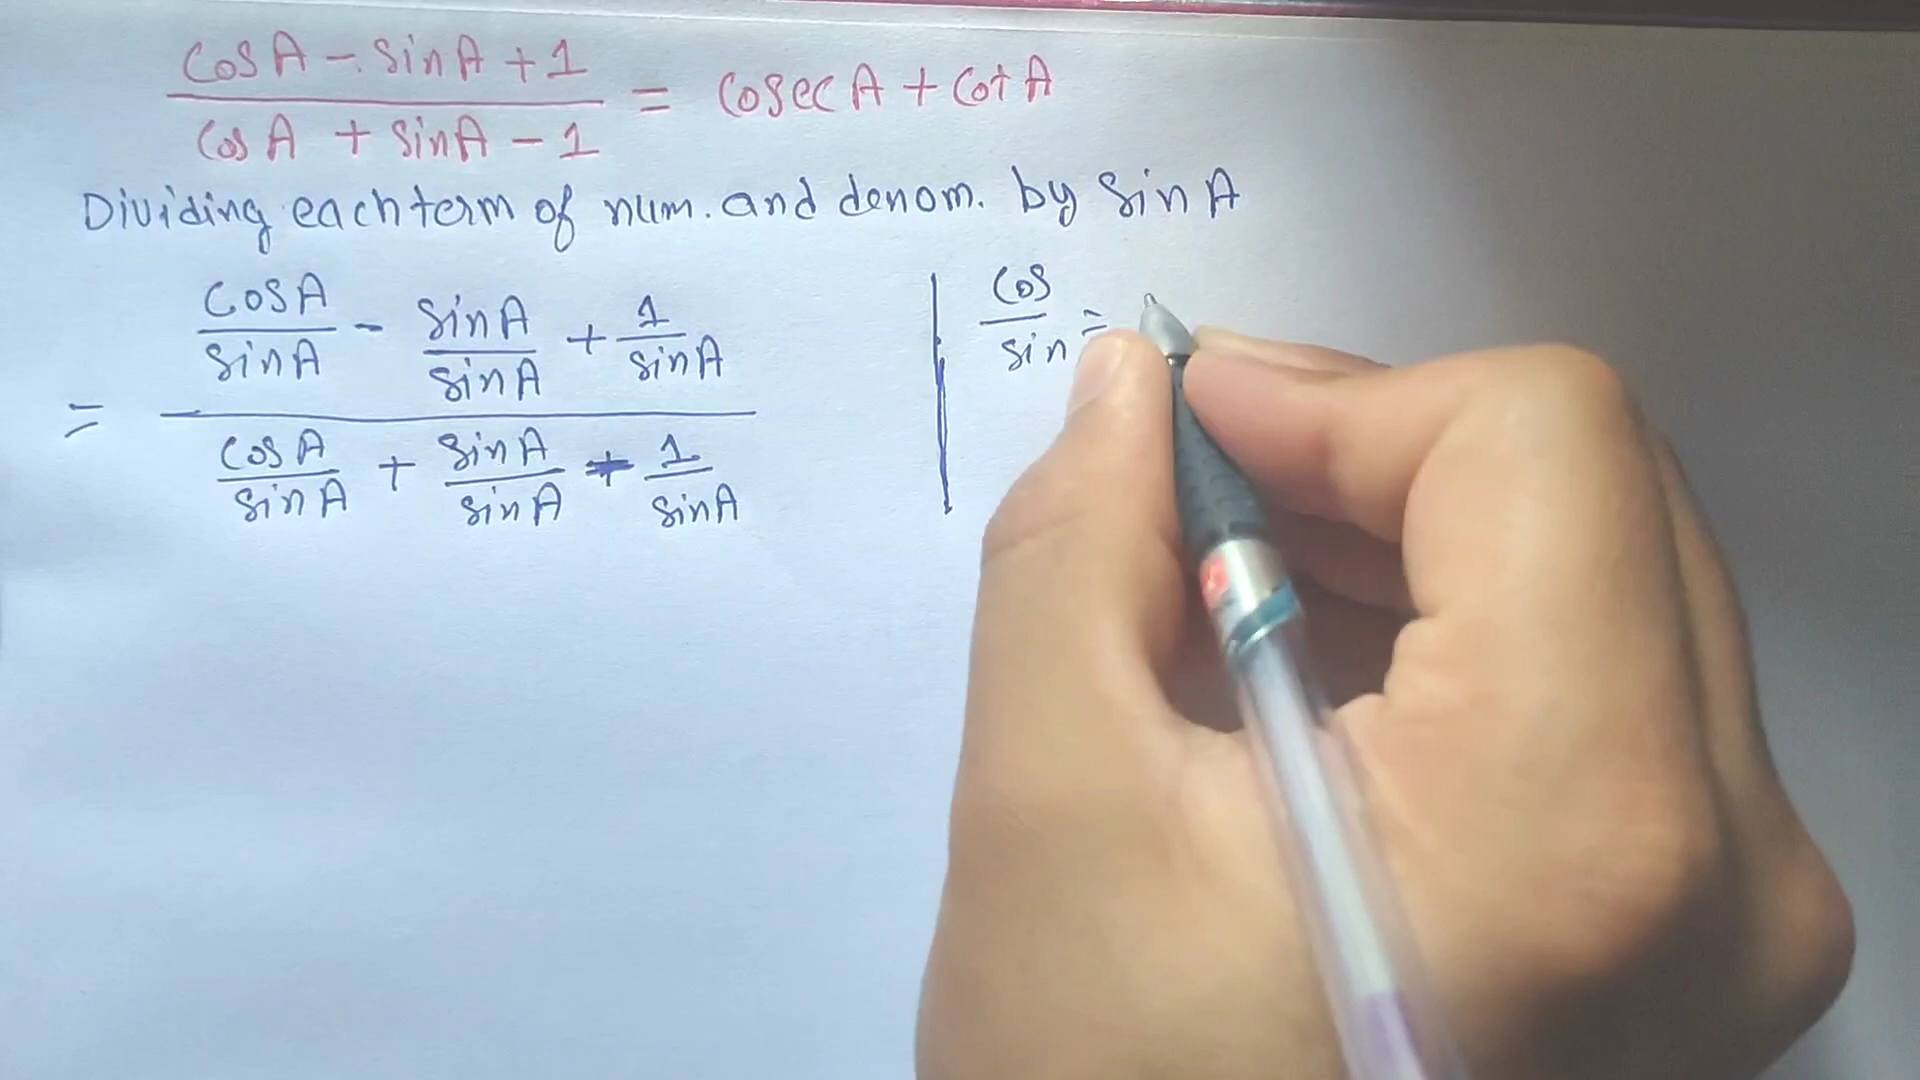 cosA - sinA + 1
cosA + sinA - 1
= cosecA + cotA
Dividing each term of num. and denom. by sinA
cosA/sinA - sinA/sinA + 1/sinA
=
cosA/sinA + sinA/sinA - 1/sinA
cos/sin =